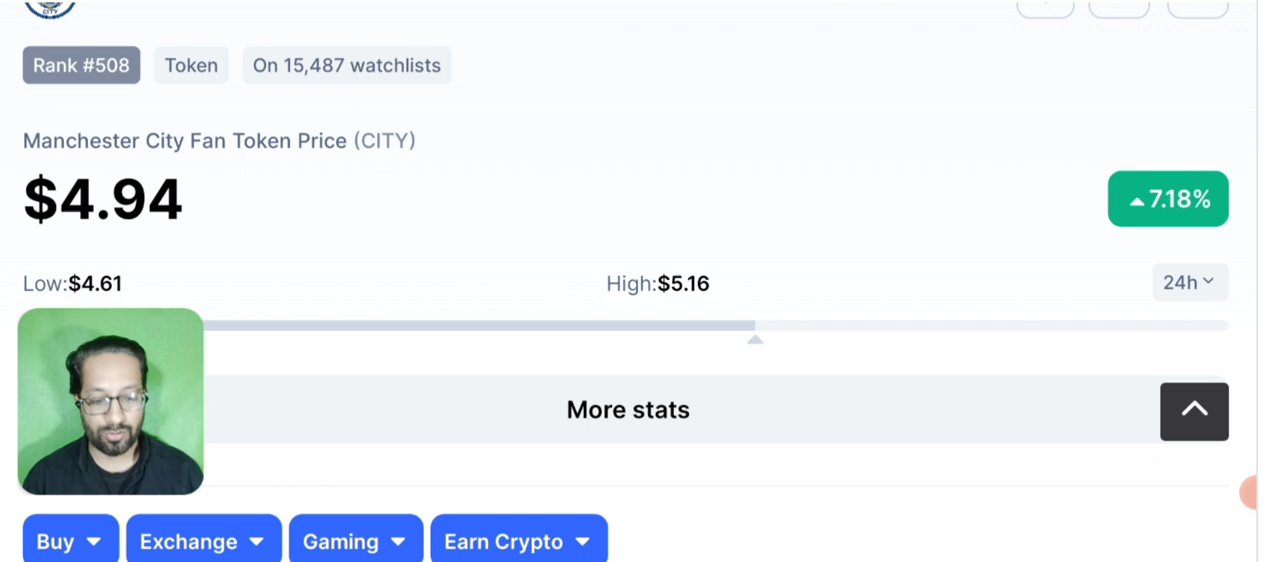 CITY
Rank #508 Token On 15,487 watchlists
Manchester City Fan Token Price (CITY)
$4.94
7.18%
Low:$4.61 High:$5.16 24h
More stats
Buy Exchange Gaming Earn Crypto